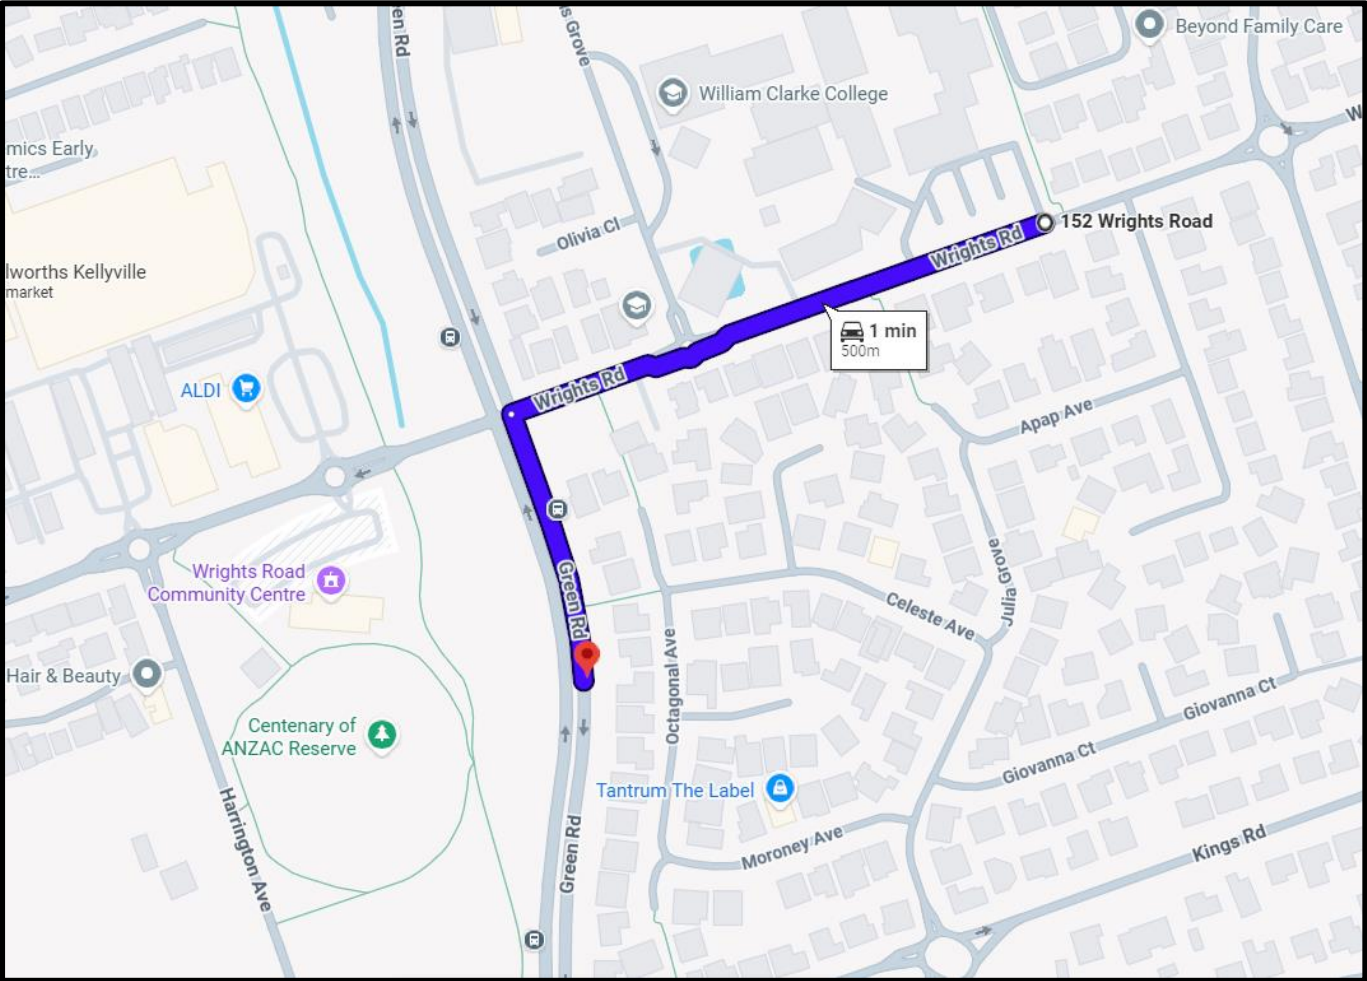 en Rd
s Grove
Beyond Family Care
William Clarke College
W
mics Early
tre...
152 Wrights Road
Olivia Cl
Wrights Rd
lworths Kellyville
market
1 min
500m
ALDI
Wrights Rd
Apap Ave
Wrights Road
Community Centre
Green Rd
Celeste Ave
Julia Grove
Hair & Beauty
Octagonal Ave
Giovanna Ct
Centenary of
ANZAC Reserve
Giovanna Ct
Tantrum The Label
Harrington Ave
Green Rd
Moroney Ave
Kings Rd